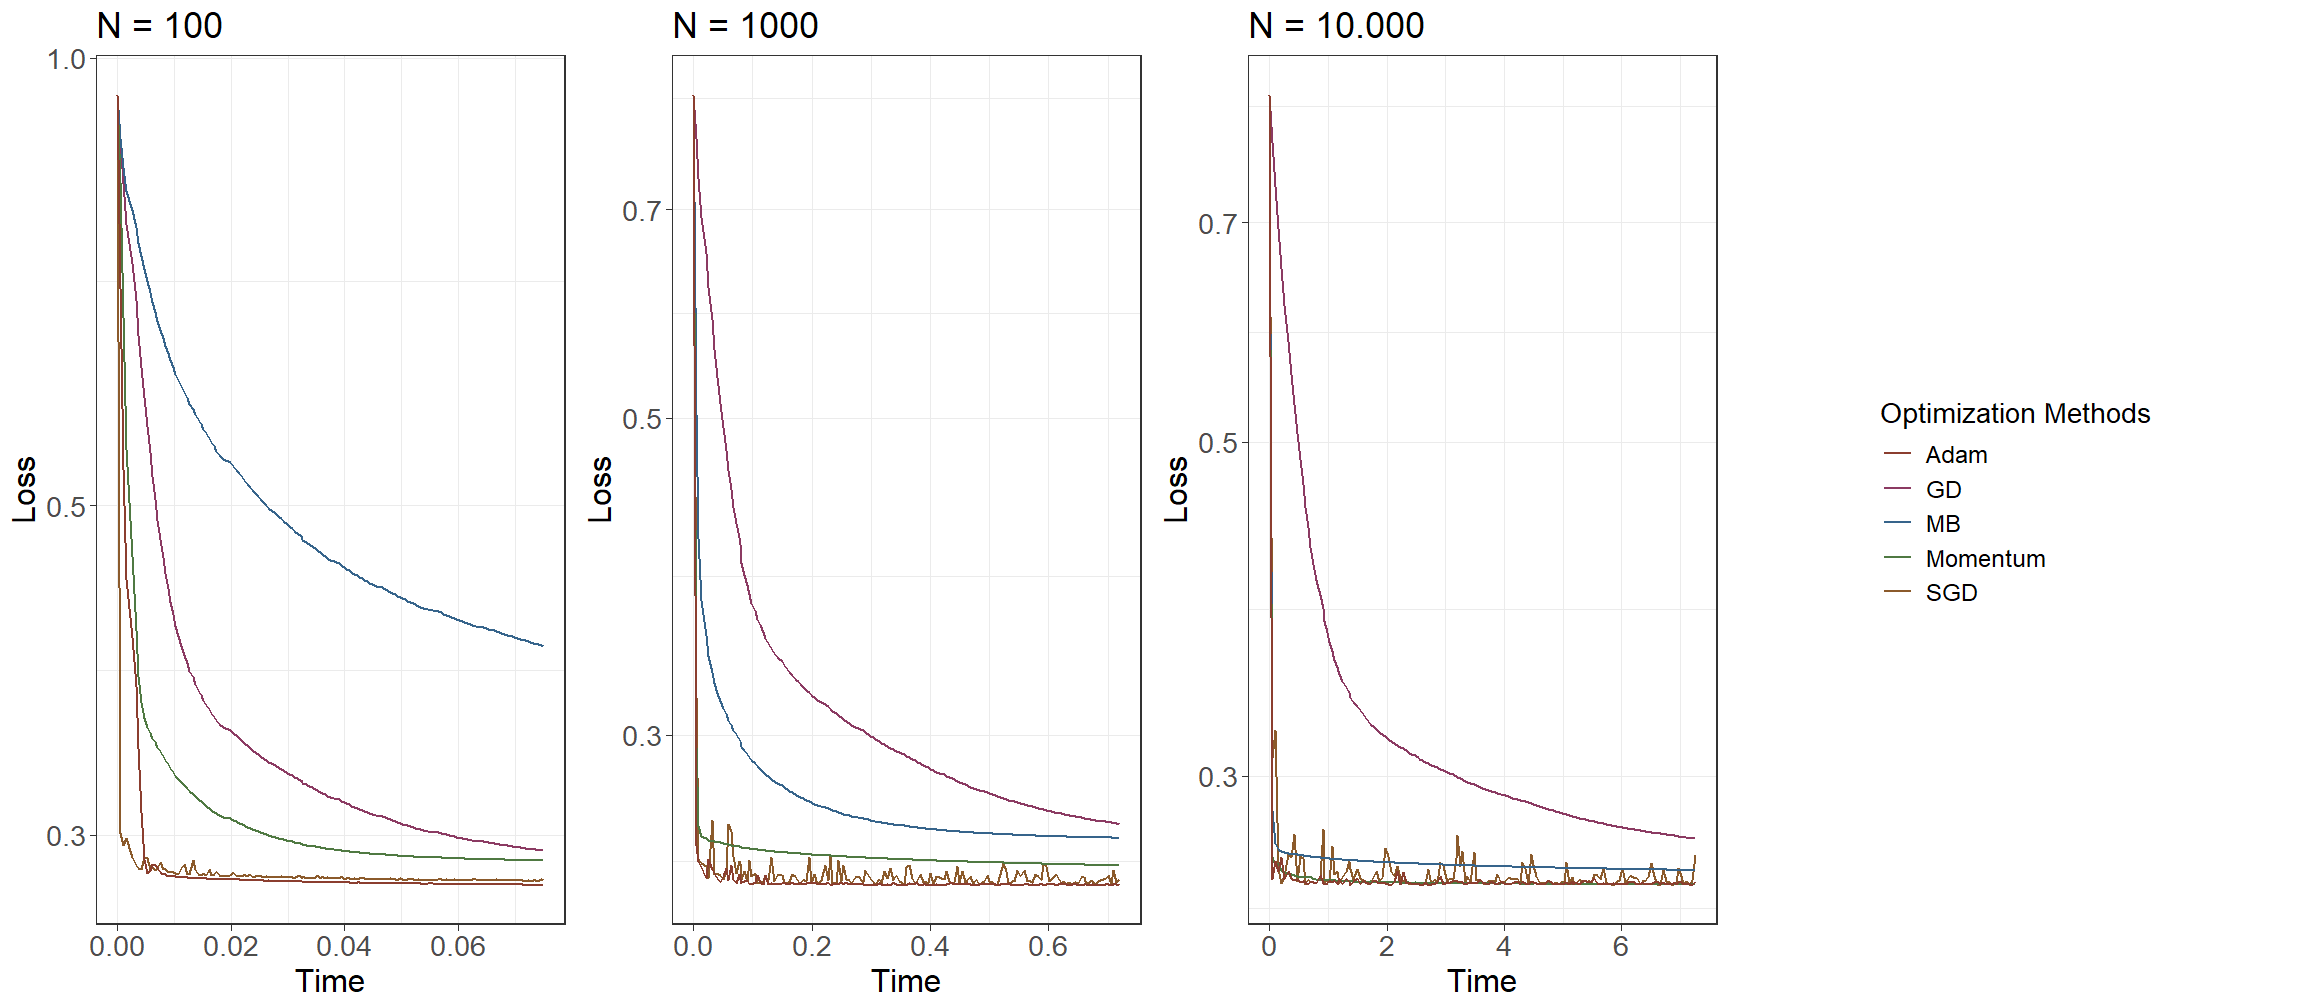 N = 100
1.0
0.5
0.3
Loss
0.00 0.02 0.04 0.06
Time
N = 1000
0.7
0.5
0.3
Loss
0.0 0.2 0.4 0.6
Time
N = 10.000
0.7
0.5
0.3
Loss
0 2 4 6
Time
Optimization Methods
Adam
GD
MB
Momentum
SGD